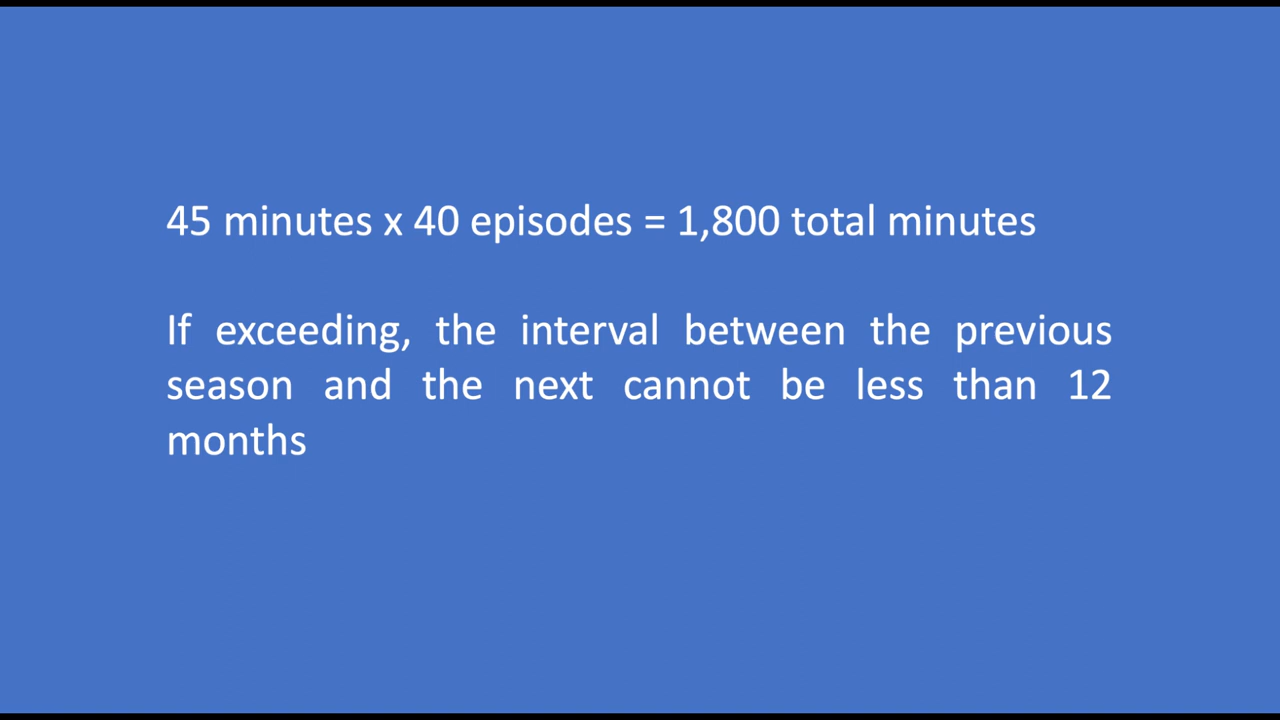 45 minutes x 40 episodes = 1,800 total minutes
If exceeding, the interval between the previous
season and the next cannot be less than 12
months